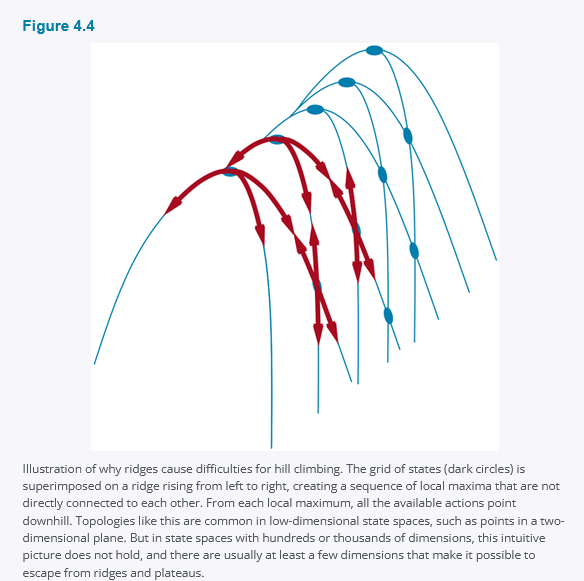 Figure 4.4
Illustration of why ridges cause difficulties for hill climbing. The grid of states (dark circles) is
superimposed on a ridge rising from left to right, creating a sequence of local maxima that are not
directly connected to each other. From each local maximum, all the available actions point
downhill. Topologies like this are common in low-dimensional state spaces, such as points in a two-
dimensional plane. But in state spaces with hundreds or thousands of dimensions, this intuitive
picture does not hold, and there are usually at least a few dimensions that make it possible to
escape from ridges and plateaus.